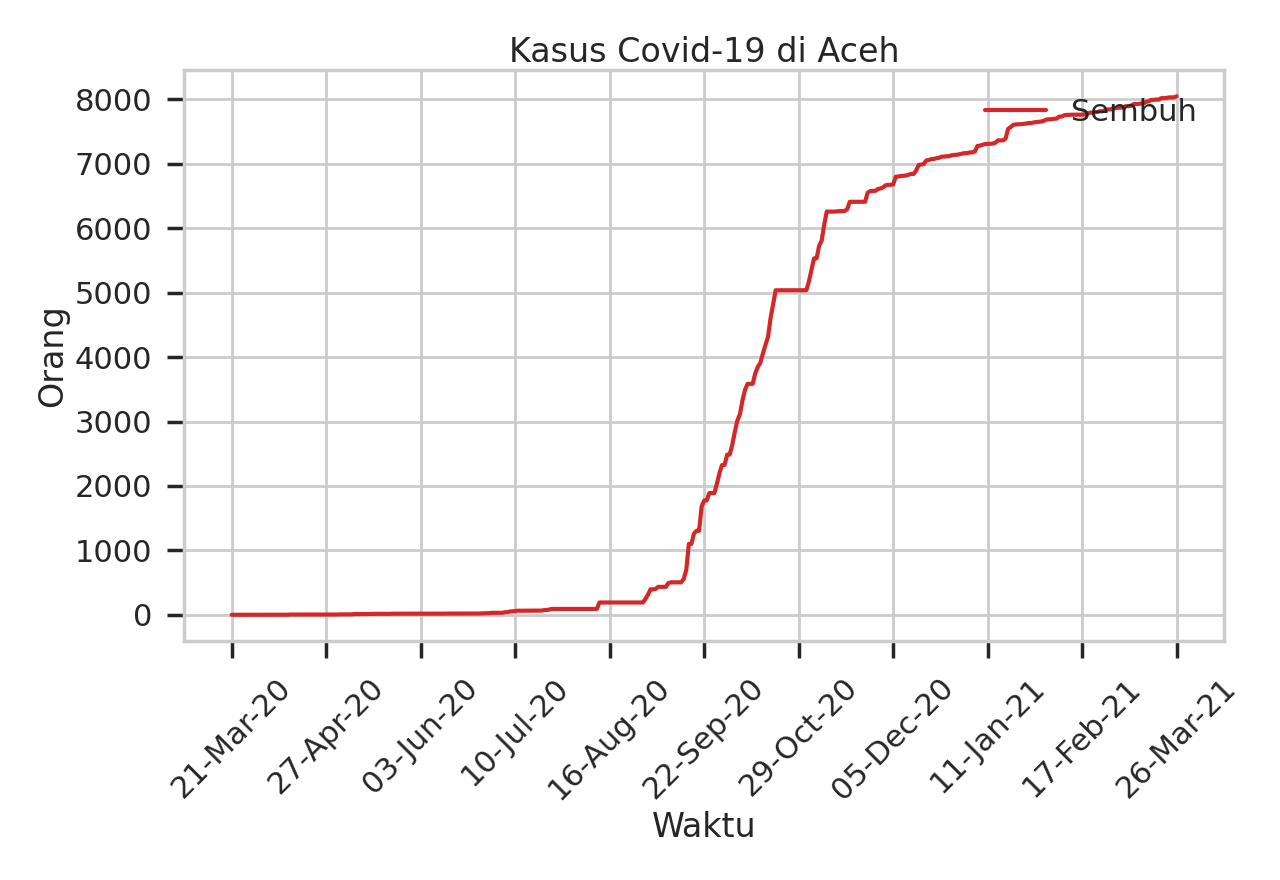 Kasus Covid-19 di Aceh
Sembuh
Orang
8000
7000
6000
5000
4000
3000
2000
1000
0
21-Mar-20
27-Apr-20
03-Jun-20
10-Jul-20
16-Aug-20
22-Sep-20
29-Oct-20
05-Dec-20
11-Jan-21
17-Feb-21
26-Mar-21
Waktu